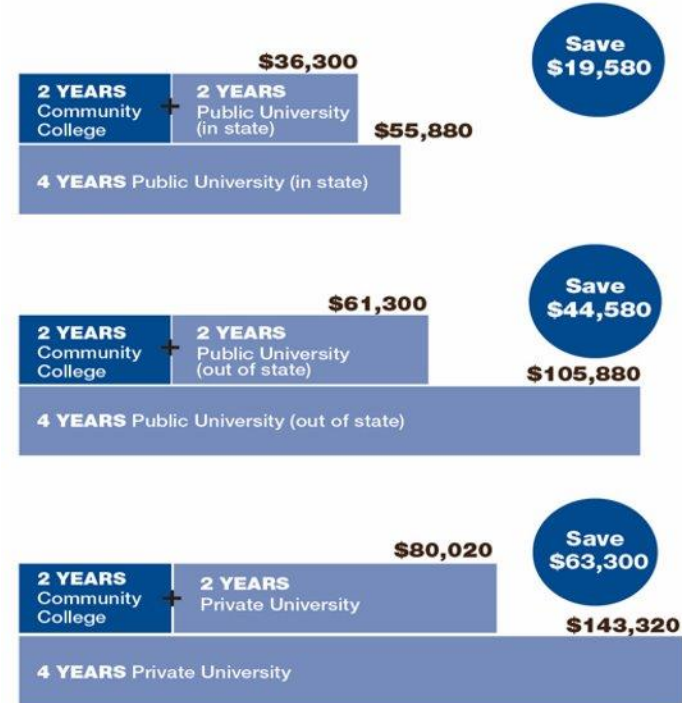 Save
$19,580
$36,300
2 YEARS
Community
College
+
2 YEARS
Public University
(in state)
$55,880
4 YEARS Public University (in state)
Save
$44,580
$61,300
2 YEARS
Community
College
+
2 YEARS
Public University
(out of state)
$105,880
4 YEARS Public University (out of state)
Save
$63,300
$80,020
2 YEARS
Community
College
+
2 YEARS
Private University
$143,320
4 YEARS Private University